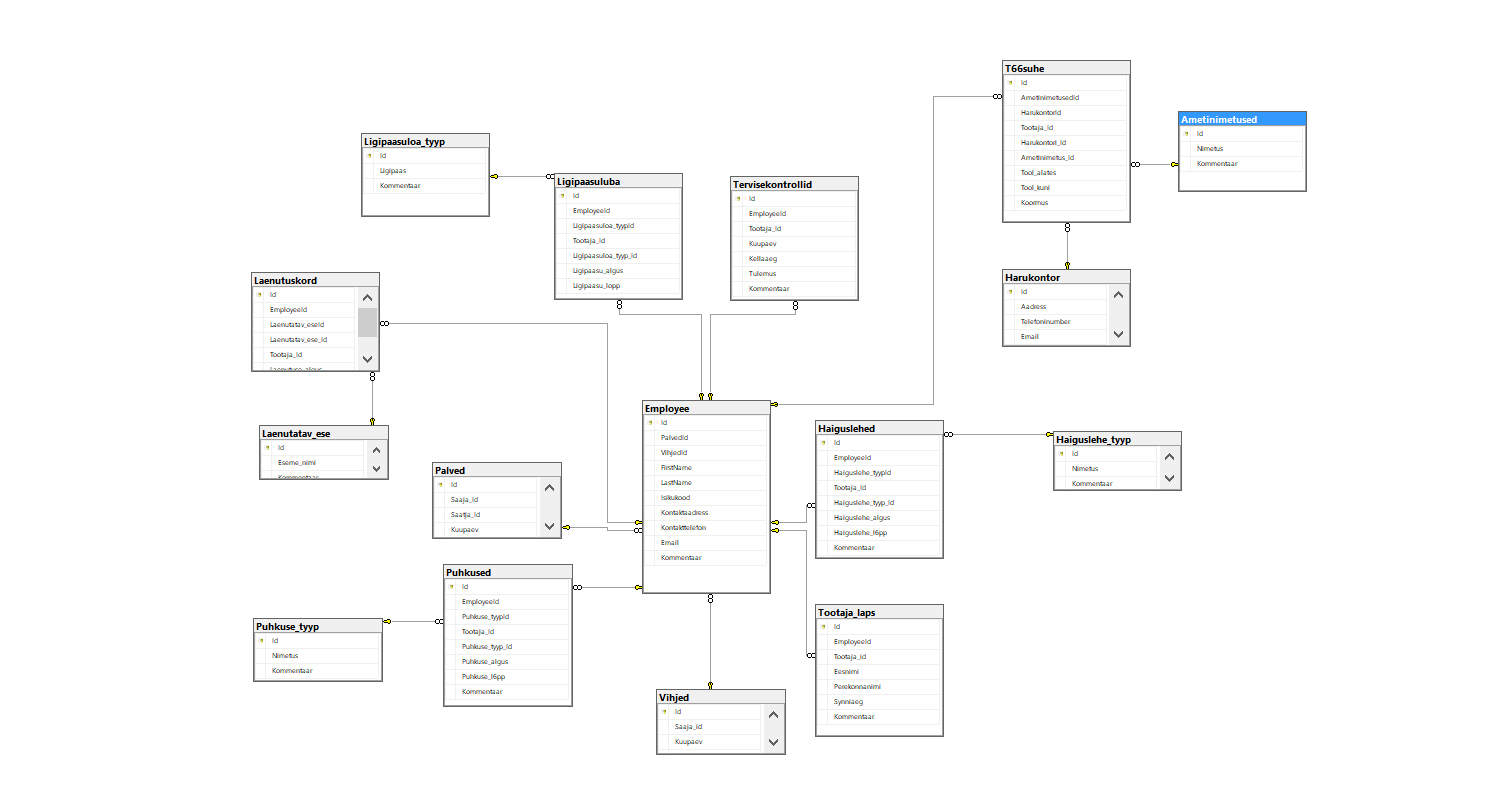 T66suhe
Id
AmetinimetusedId
HarukontorId
Tootaja_Id
Harukontori_Id
Ametinimetus_Id
Tool_alates
Tool_kuni
Koormus
Ametinimetused
Id
Nimetus
Kommentaar
Ligipaasuloa_tyyp
Id
Ligipaas
Kommentaar
Ligipaasuluba
Id
EmployeeId
Ligipaasuloa_tyypId
Tootaja_Id
Ligipaasuloa_tyyp_Id
Ligipaasu_algus
Ligipaasu_lopp
Tervisekontrollid
Id
EmployeeId
Tootaja_Id
Kuupaev
Kellaaeg
Tulemus
Kommentaar
Harukontor
Id
Aadress
Telefoninumber
Email
Laenutuskord
Id
EmployeeId
Laenutatav_eseId
Laenutatav_ese_Id
Tootaja_Id
Laenutuse_algus
Employee
Id
PalvedId
VihjedId
FirstName
LastName
Isikukood
Kontaktaadress
Kontakttelefon
Email
Kommentaar
Haiguslehed
Id
EmployeeId
Haiguslehe_tyypId
Tootaja_Id
Haiguslehe_tyyp_Id
Haiguslehe_algus
Haiguslehe_l6pp
Kommentaar
Haiguslehe_tyyp
Id
Nimetus
Kommentaar
Laenutatav_ese
Id
Eseme_nimi
Kommentaar
Palved
Id
Saaja_Id
Saatja_Id
Kuupaev
Puhkused
Id
EmployeeId
Puhkuse_tyypId
Tootaja_Id
Puhkuse_tyyp_Id
Puhkuse_algus
Puhkuse_l6pp
Kommentaar
Puhkuse_tyyp
Id
Nimetus
Kommentaar
Tootaja_laps
Id
EmployeeId
Tootaja_id
Eesnimi
Perekonnanimi
Synniaeg
Kommentaar
Vihjed
Id
Saaja_id
Kuupaev